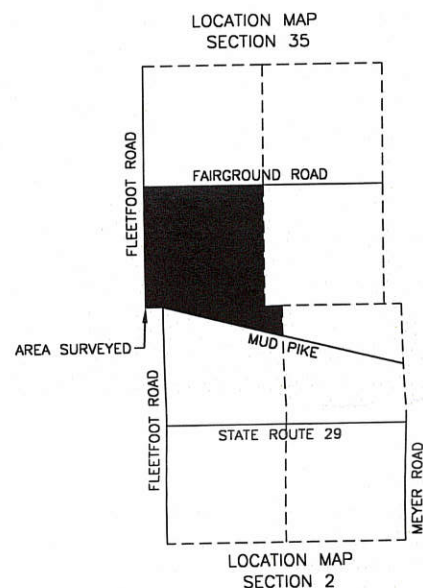 LOCATION MAP
SECTION 35
FLEETFOOT ROAD
FAIRGROUND ROAD
AREA SURVEYED
MUD PIKE
FLEETFOOT ROAD
STATE ROUTE 29
MEYER ROAD
LOCATION MAP
SECTION 2